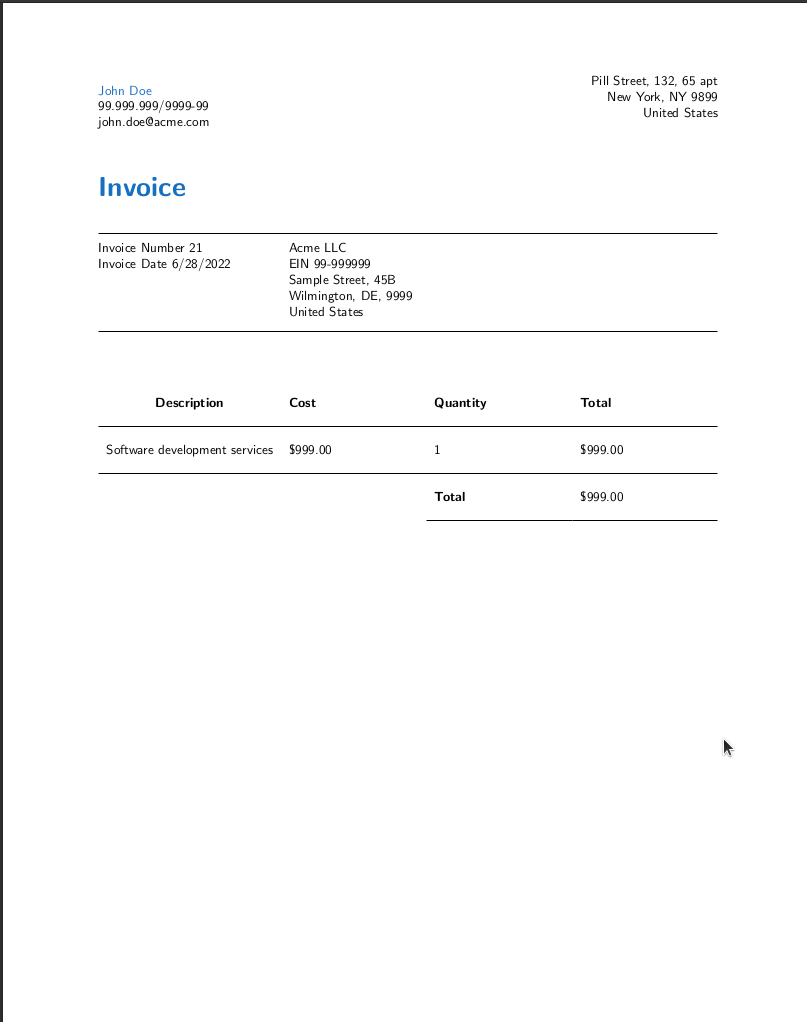 John Doe
99.999.999/9999-99
john.doe@acme.com
Pill Street, 132, 65 apt
New York, NY 9899
United States
Invoice
Invoice Number 21
Invoice Date 6/28/2022
Acme LLC
EIN 99-999999
Sample Street, 45B
Wilmington, DE, 9999
United States
Description Cost Quantity Total
Software development services $999.00 1 $999.00
Total $999.00